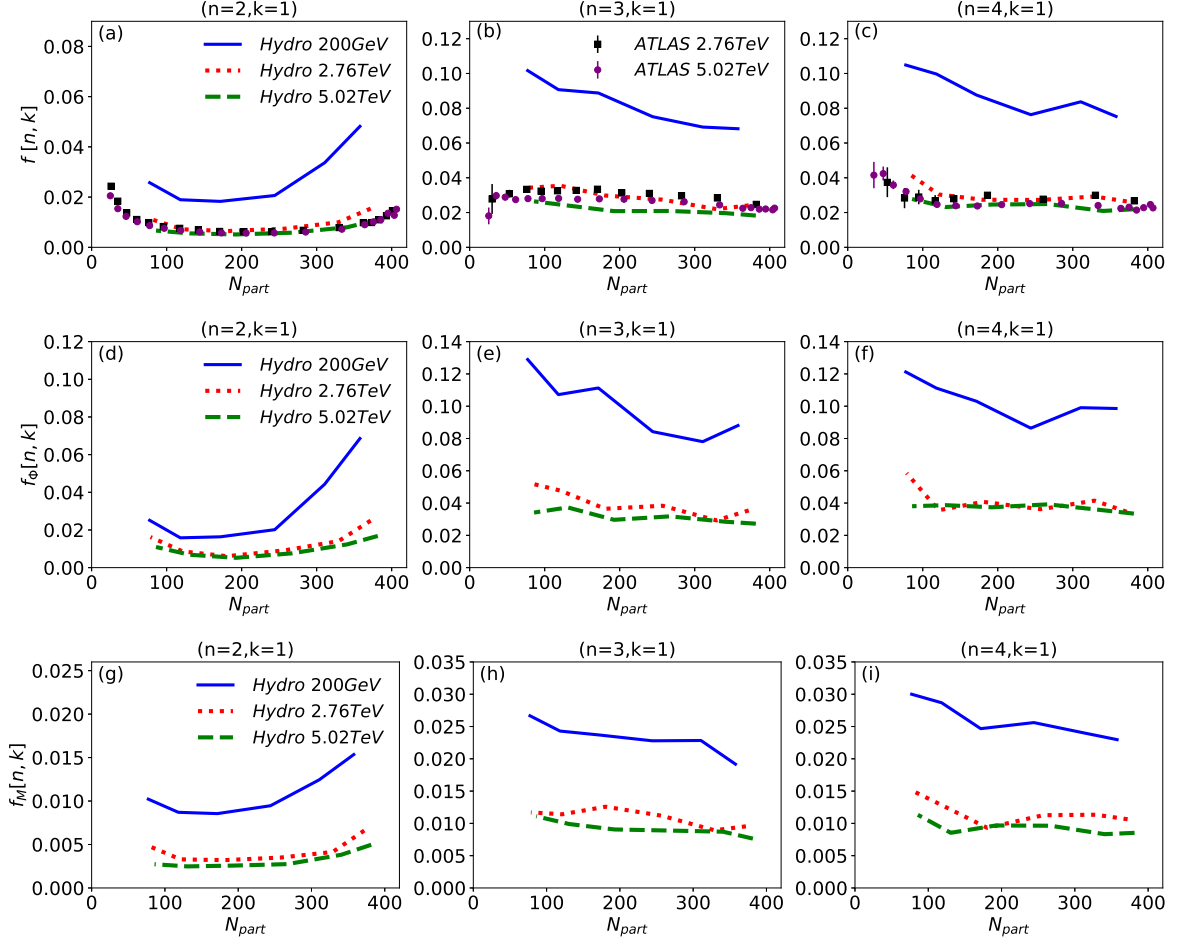 (n=2,k=1) (n=3,k=1) (n=4,k=1)
(a) Hydro 200GeV Hydro 2.76TeV Hydro 5.02TeV
f [n, k]
0.08 0.06 0.04 0.02 0.00
0 100 200 300 400
N_part
(b) ATLAS 2.76TeV ATLAS 5.02TeV
0.12 0.10 0.08 0.06 0.04 0.02 0.00
0 100 200 300 400
N_part
(c)
0.12 0.10 0.08 0.06 0.04 0.02 0.00
0 100 200 300 400
N_part
(n=2,k=1) (n=3,k=1) (n=4,k=1)
(d) Hydro 200GeV Hydro 2.76TeV Hydro 5.02TeV
f_Φ[n, k]
0.12 0.10 0.08 0.06 0.04 0.02 0.00
0 100 200 300 400
N_part
(e)
0.14 0.12 0.10 0.08 0.06 0.04 0.02 0.00
0 100 200 300 400
N_part
(f)
0.14 0.12 0.10 0.08 0.06 0.04 0.02 0.00
0 100 200 300 400
N_part
(n=2,k=1) (n=3,k=1) (n=4,k=1)
(g) Hydro 200GeV Hydro 2.76TeV Hydro 5.02TeV
f_M[n, k]
0.025 0.020 0.015 0.010 0.005 0.000
0 100 200 300 400
N_part
(h)
0.035 0.030 0.025 0.020 0.015 0.010 0.005 0.000
0 100 200 300 400
N_part
(i)
0.035 0.030 0.025 0.020 0.015 0.010 0.005 0.000
0 100 200 300 400
N_part